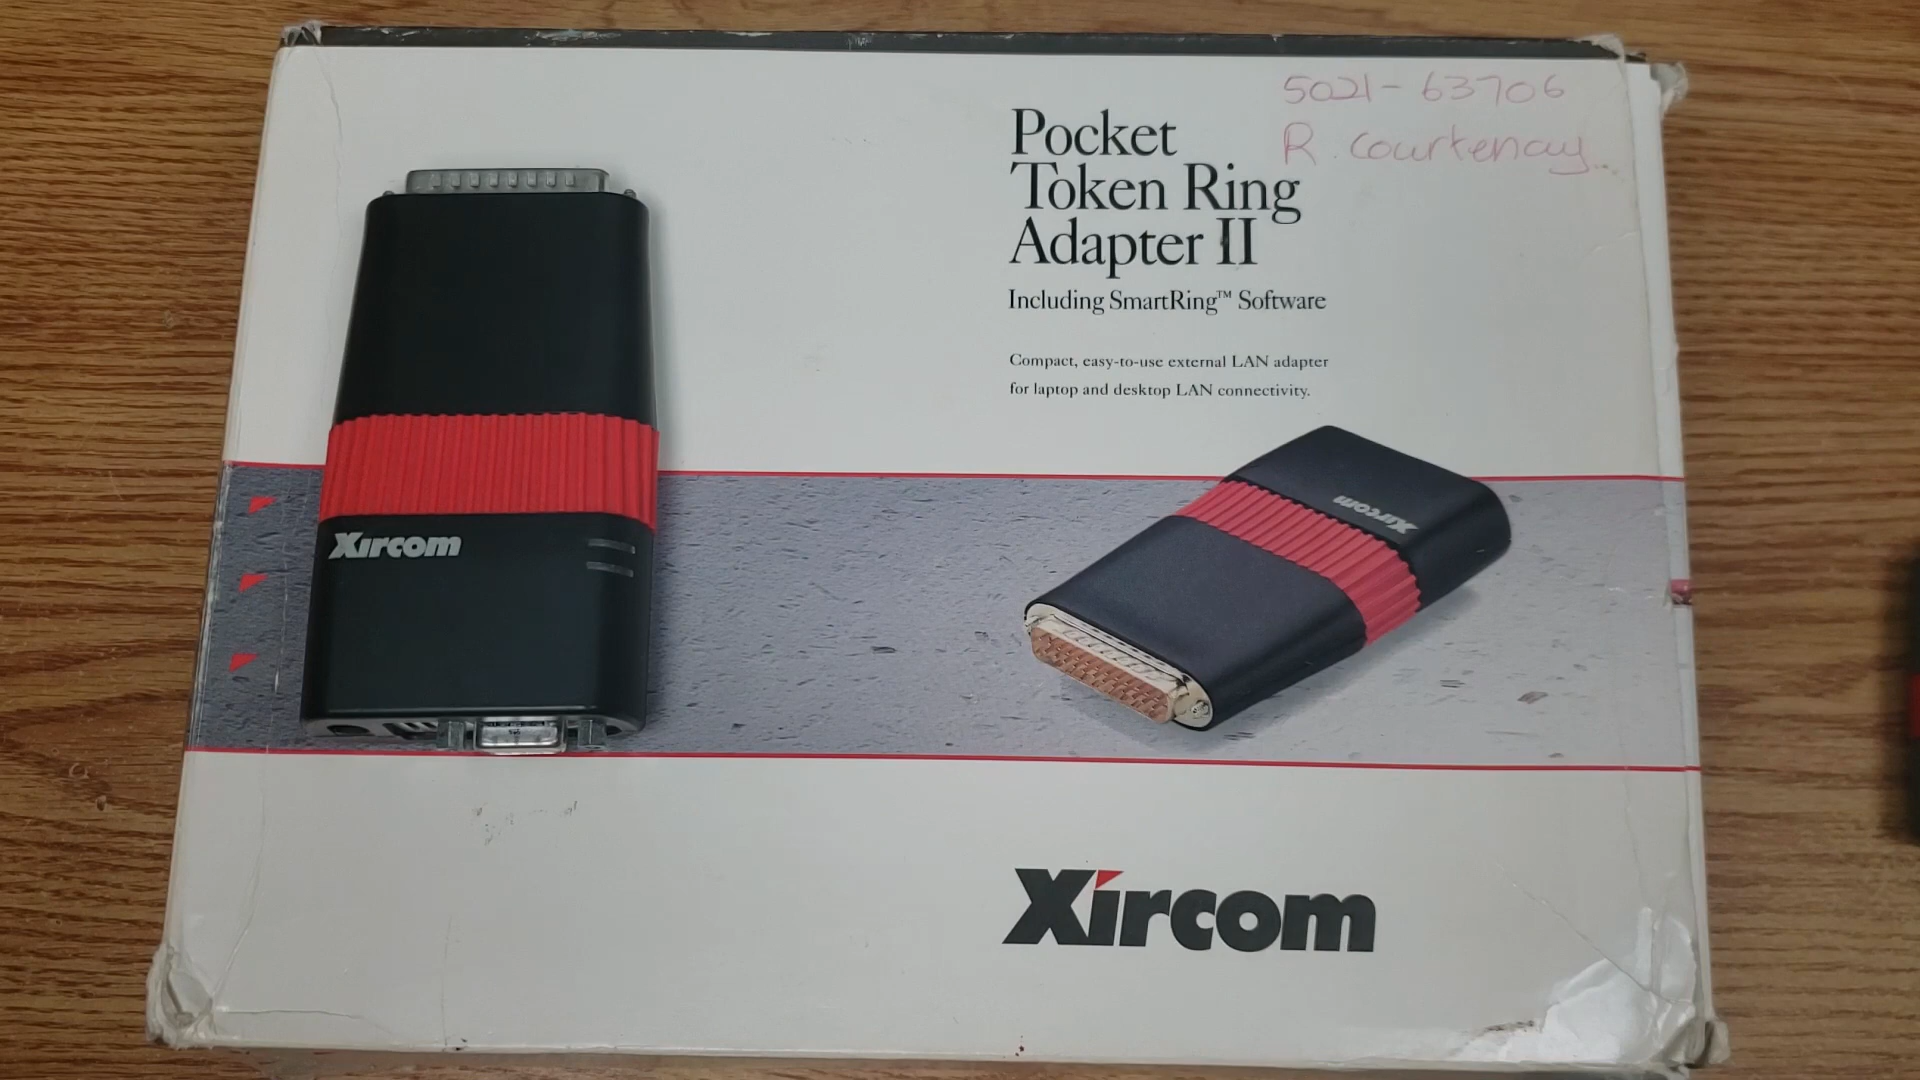 5021-63706
R. Courtenay..
Pocket
Token Ring
Adapter II
Including SmartRing™ Software
Compact, easy-to-use external LAN adapter
for laptop and desktop LAN connectivity.
Xircom
Xircom
Xircom